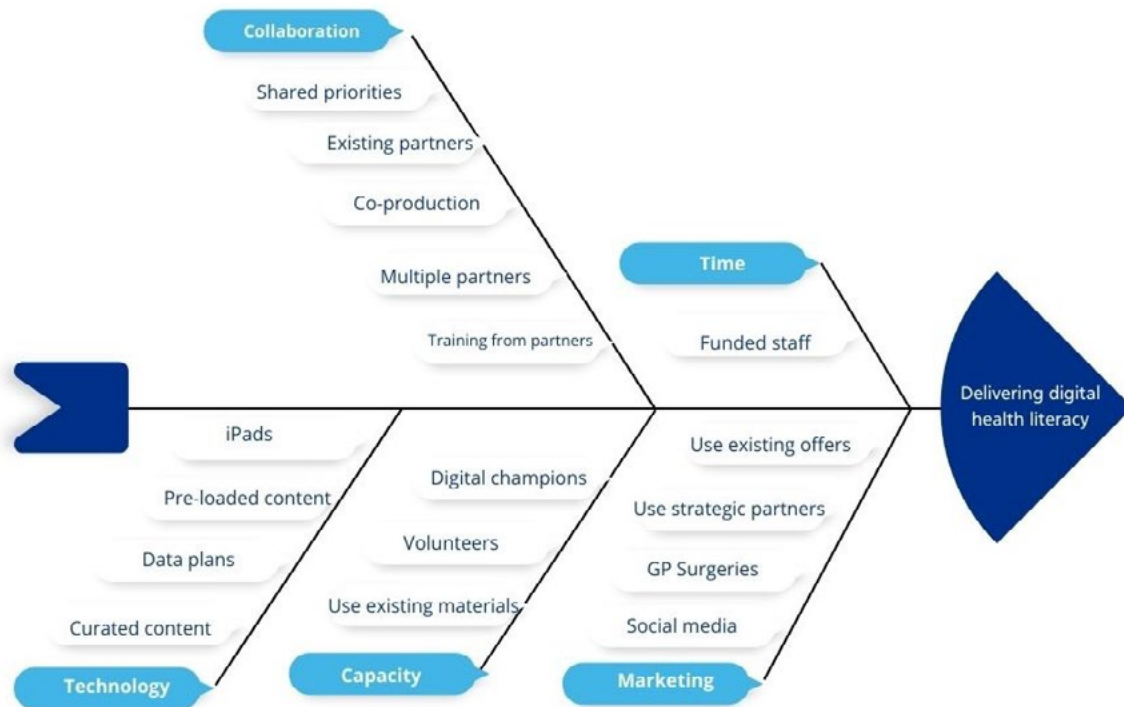 Collaboration
Shared priorities
Existing partners
Co-production
Multiple partners
Training from partners
Time
Funded staff
Delivering digital
health literacy
iPads
Pre-loaded content
Data plans
Curated content
Technology
Digital champions
Volunteers
Use existing materials
Capacity
Use existing offers
Use strategic partners
GP Surgeries
Social media
Marketing